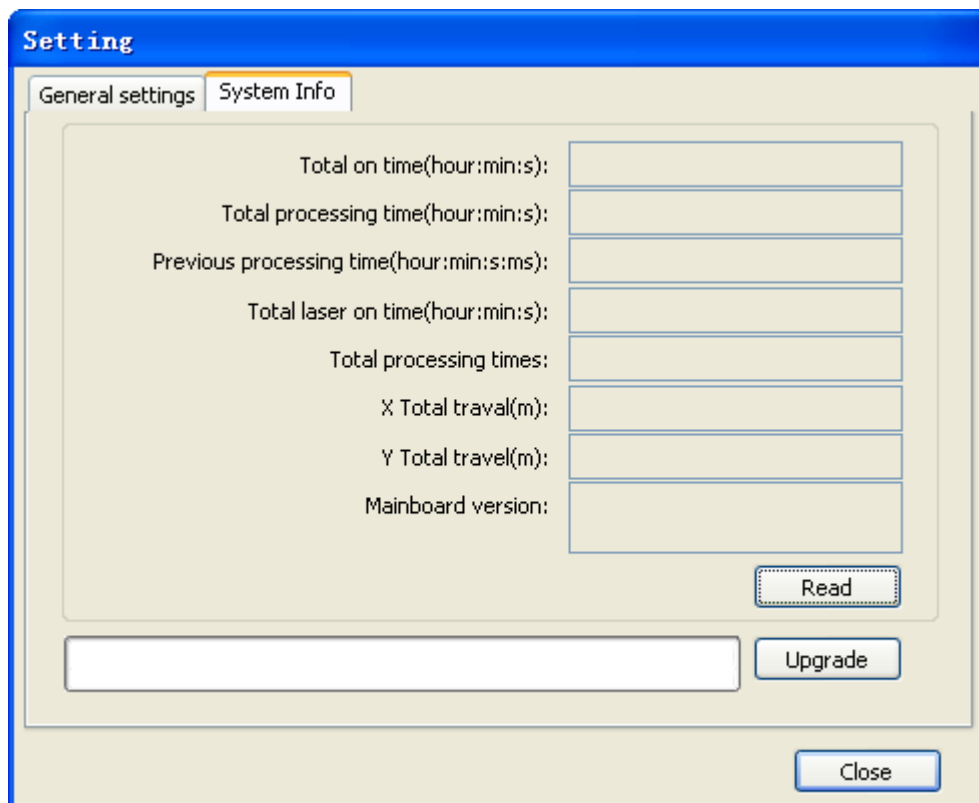 Setting
General settings System Info
Total on time(hour:min:s):
Total processing time(hour:min:s):
Previous processing time(hour:min:s:ms):
Total laser on time(hour:min:s):
Total processing times:
X Total traval(m):
Y Total travel(m):
Mainboard version:
Read
Upgrade
Close